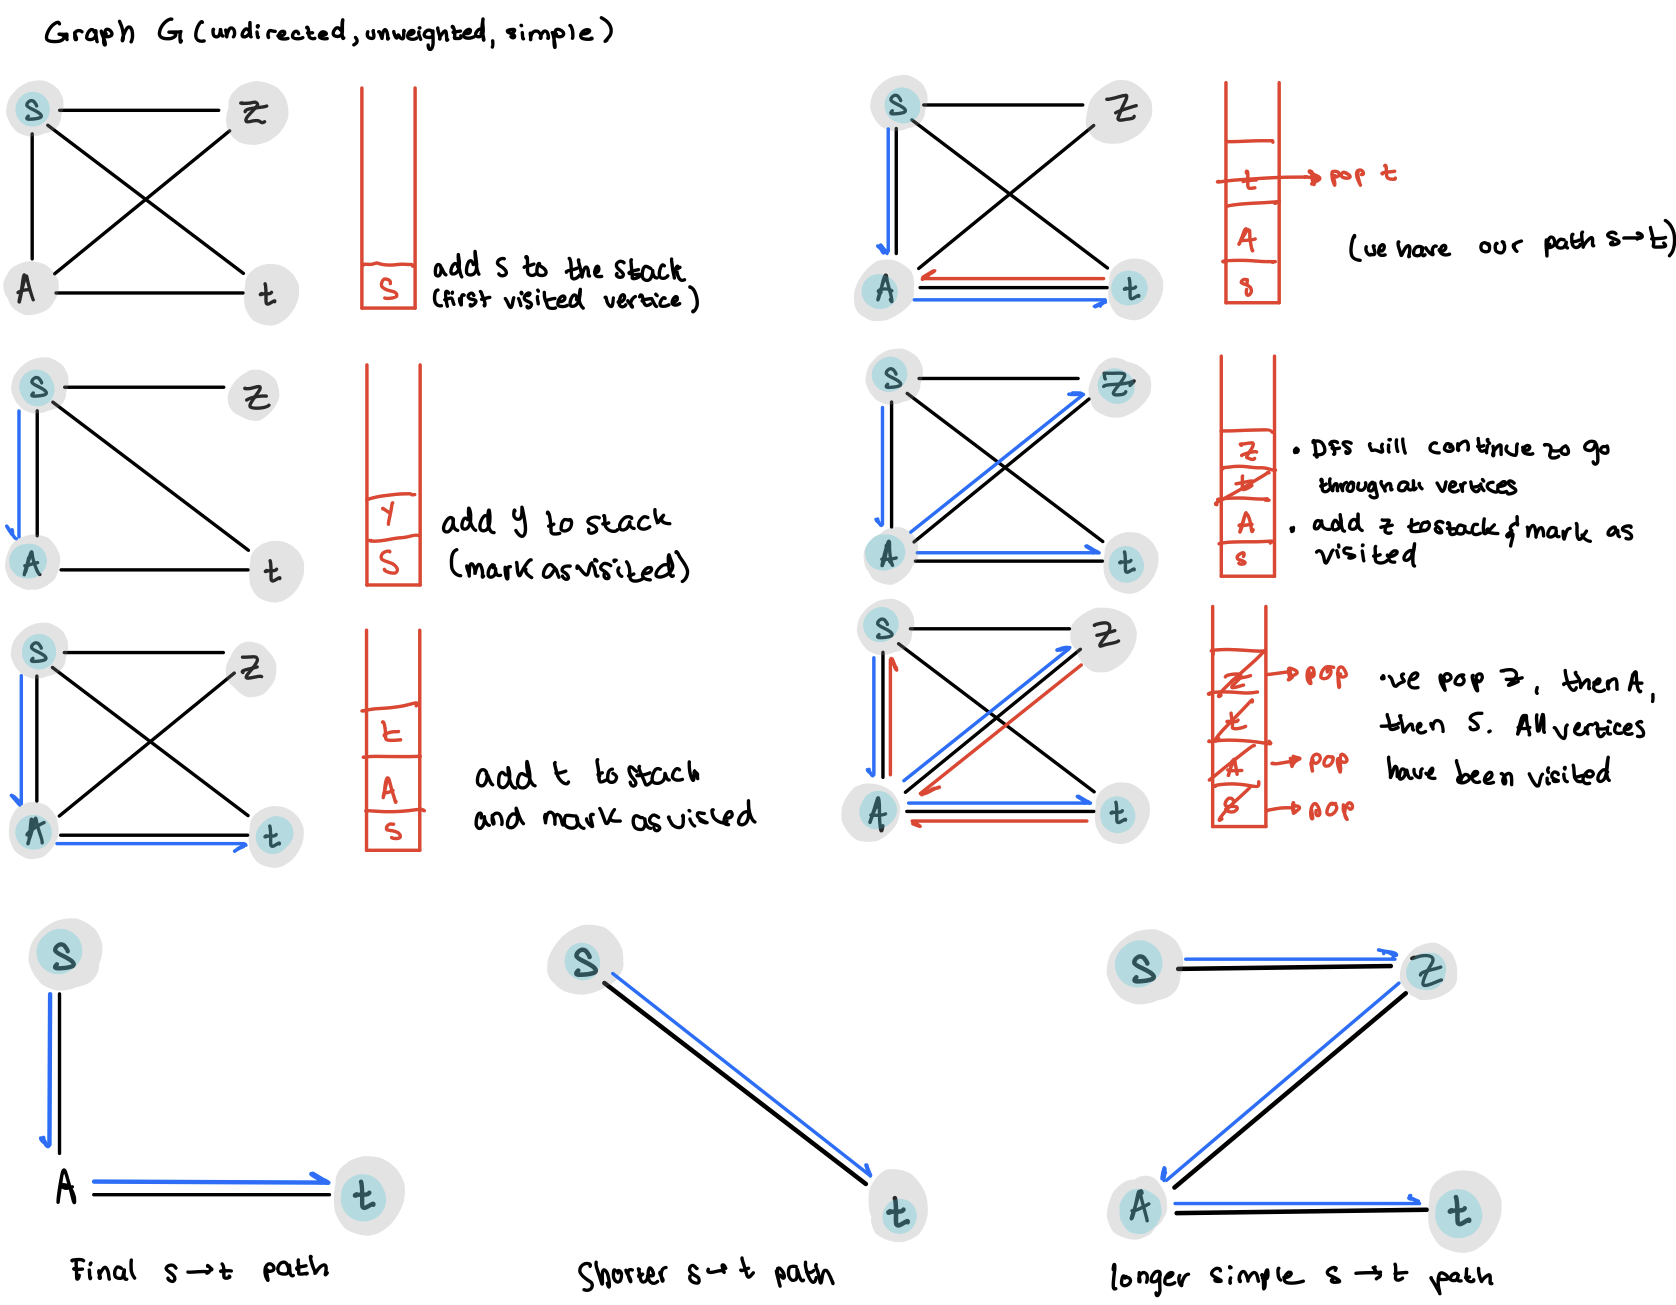 Graph G (undirected, unweighted, simple)
S
Z
A
t
S
add s to the stack
(first visited vertice)
S
Z
A
t
Y
S
add y to stack
(mark as visited)
S
Z
A
t
t
A
S
add t to stack
and mark as visited
S
Z
A
t
t
A
s
pop t
(we have our path s→t)
S
Z
A
t
Z
t
A
s
• DFS will continue to go
through all vertices
• add z to stack & mark as
visited
S
Z
A
t
Z
t
A
S
pop
pop
pop
• we pop Z, then A,
then S. All vertices
have been visited
S
A
t
Final s→t path
S
t
Shorter s→t path
S
Z
A
t
longer simple s→t path